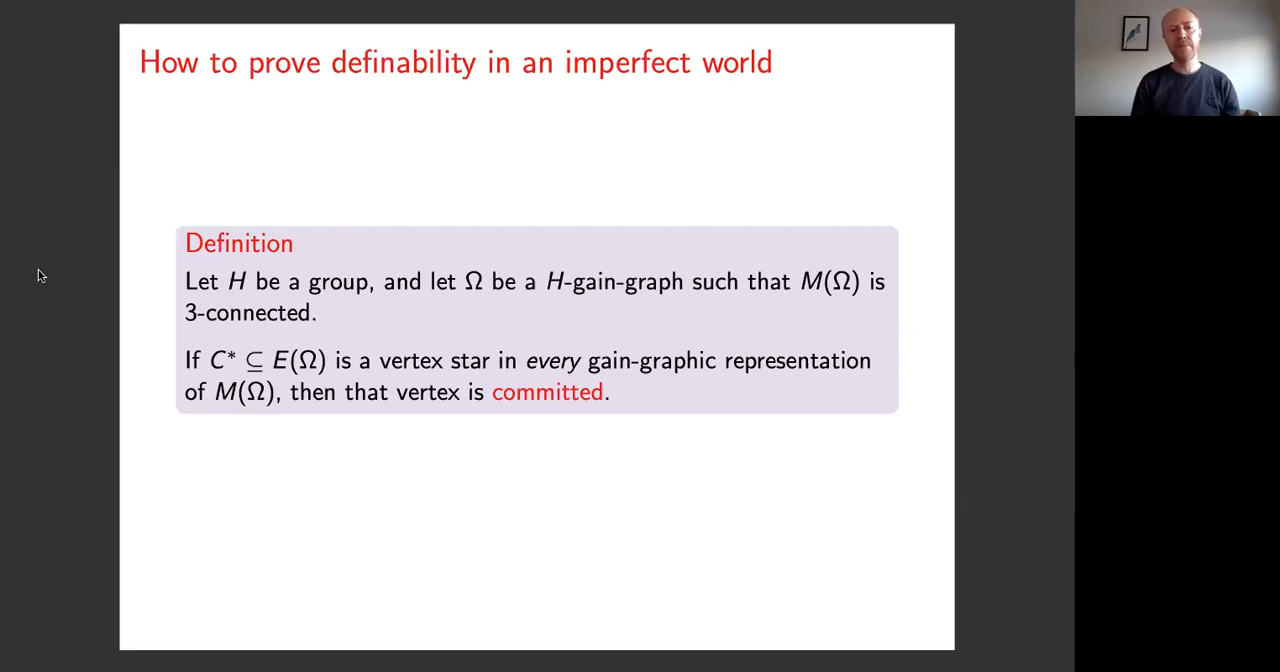 How to prove definability in an imperfect world
Definition
Let H be a group, and let Ω be a H-gain-graph such that M(Ω) is
3-connected.
If C* ⊆ E(Ω) is a vertex star in every gain-graphic representation
of M(Ω), then that vertex is committed.